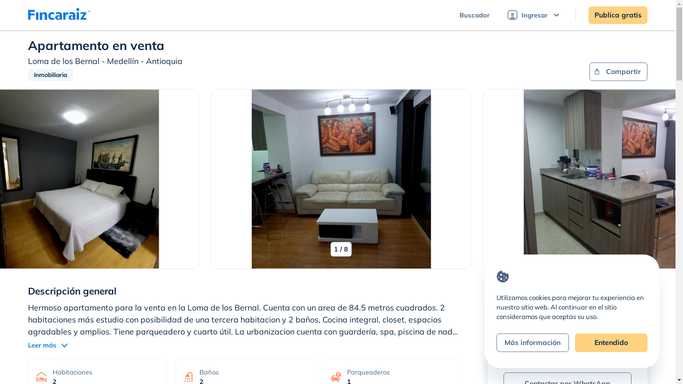 Fincaraiz
Buscador
Ingresar
Publica gratis
Apartamento en venta
Loma de los Bernal - Medellín - Antioquia
Inmobiliaria
Compartir
1 / 8
Descripción general
Hermoso apartamento para la venta en la Loma de los Bernal. Cuenta con un area de 84.5 metros cuadrados. 2
habitaciones más estudio con posibilidad de una tercera habitacion y 2 baños. Cocina integral, closet, espacios
agradables y amplios. Tiene parqueadero y cuarto útil. La urbanizacion cuenta con guardería, spa, piscina de nad...
Leer más
Habitaciones
2
Baños
2
Parqueaderos
1
Utilizamos cookies para mejorar tu experiencia en
nuestro sitio web. Al continuar en el sitio
consideramos que aceptas su uso.
Más información
Entendido
Contactar por WhatsApp